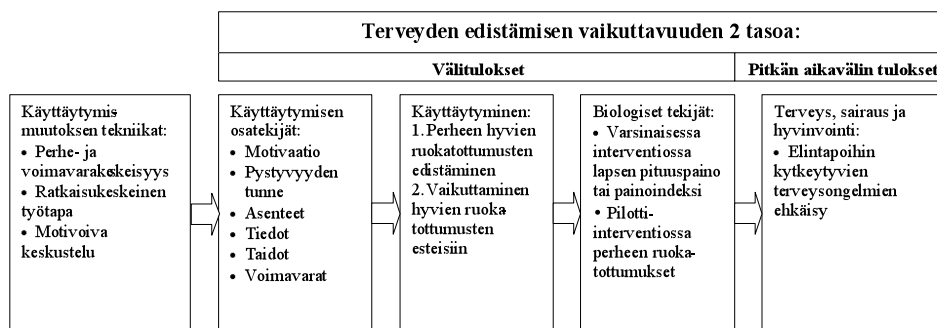 Terveyden edistämisen vaikuttavuuden 2 tasoa:
Välitulokset
Pitkän aikavälin tulokset
Käyttäytymis-
muutoksen tekniikat:
• Perhe- ja
voimavarakeskeisyys
• Ratkaisukeskeinen
työtapa
• Motivoiva
keskustelu
Käyttäytymisen
osatekijät:
• Motivaatio
• Pystyvyyden
tunne
• Asenteet
• Tiedot
• Taidot
• Voimavarat
Käyttäytyminen:
1. Perheen hyvien
ruokatottumusten
edistäminen
2. Vaikuttaminen
hyvien ruoka
tottumusten
esteisiin
Biologiset tekijät:
• Varsinaisessa
interventiossa
lapsen pituuspaino
tai painoindeksi
• Pilotti-
interventiossa
perheen ruoka-
tottumukset
Terveys, sairaus ja
hyvinvointi:
• Elintapoihin
kytkeytyvien
terveysongelmien
ehkäisy